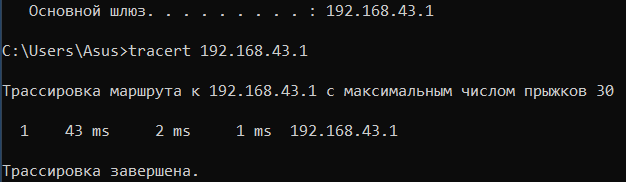 Основной шлюз. . . . . . . . . : 192.168.43.1
C:\Users\Asus>tracert 192.168.43.1
Трассировка маршрута к 192.168.43.1 с максимальным числом прыжков 30
1 43 ms 2 ms 1 ms 192.168.43.1
Трассировка завершена.